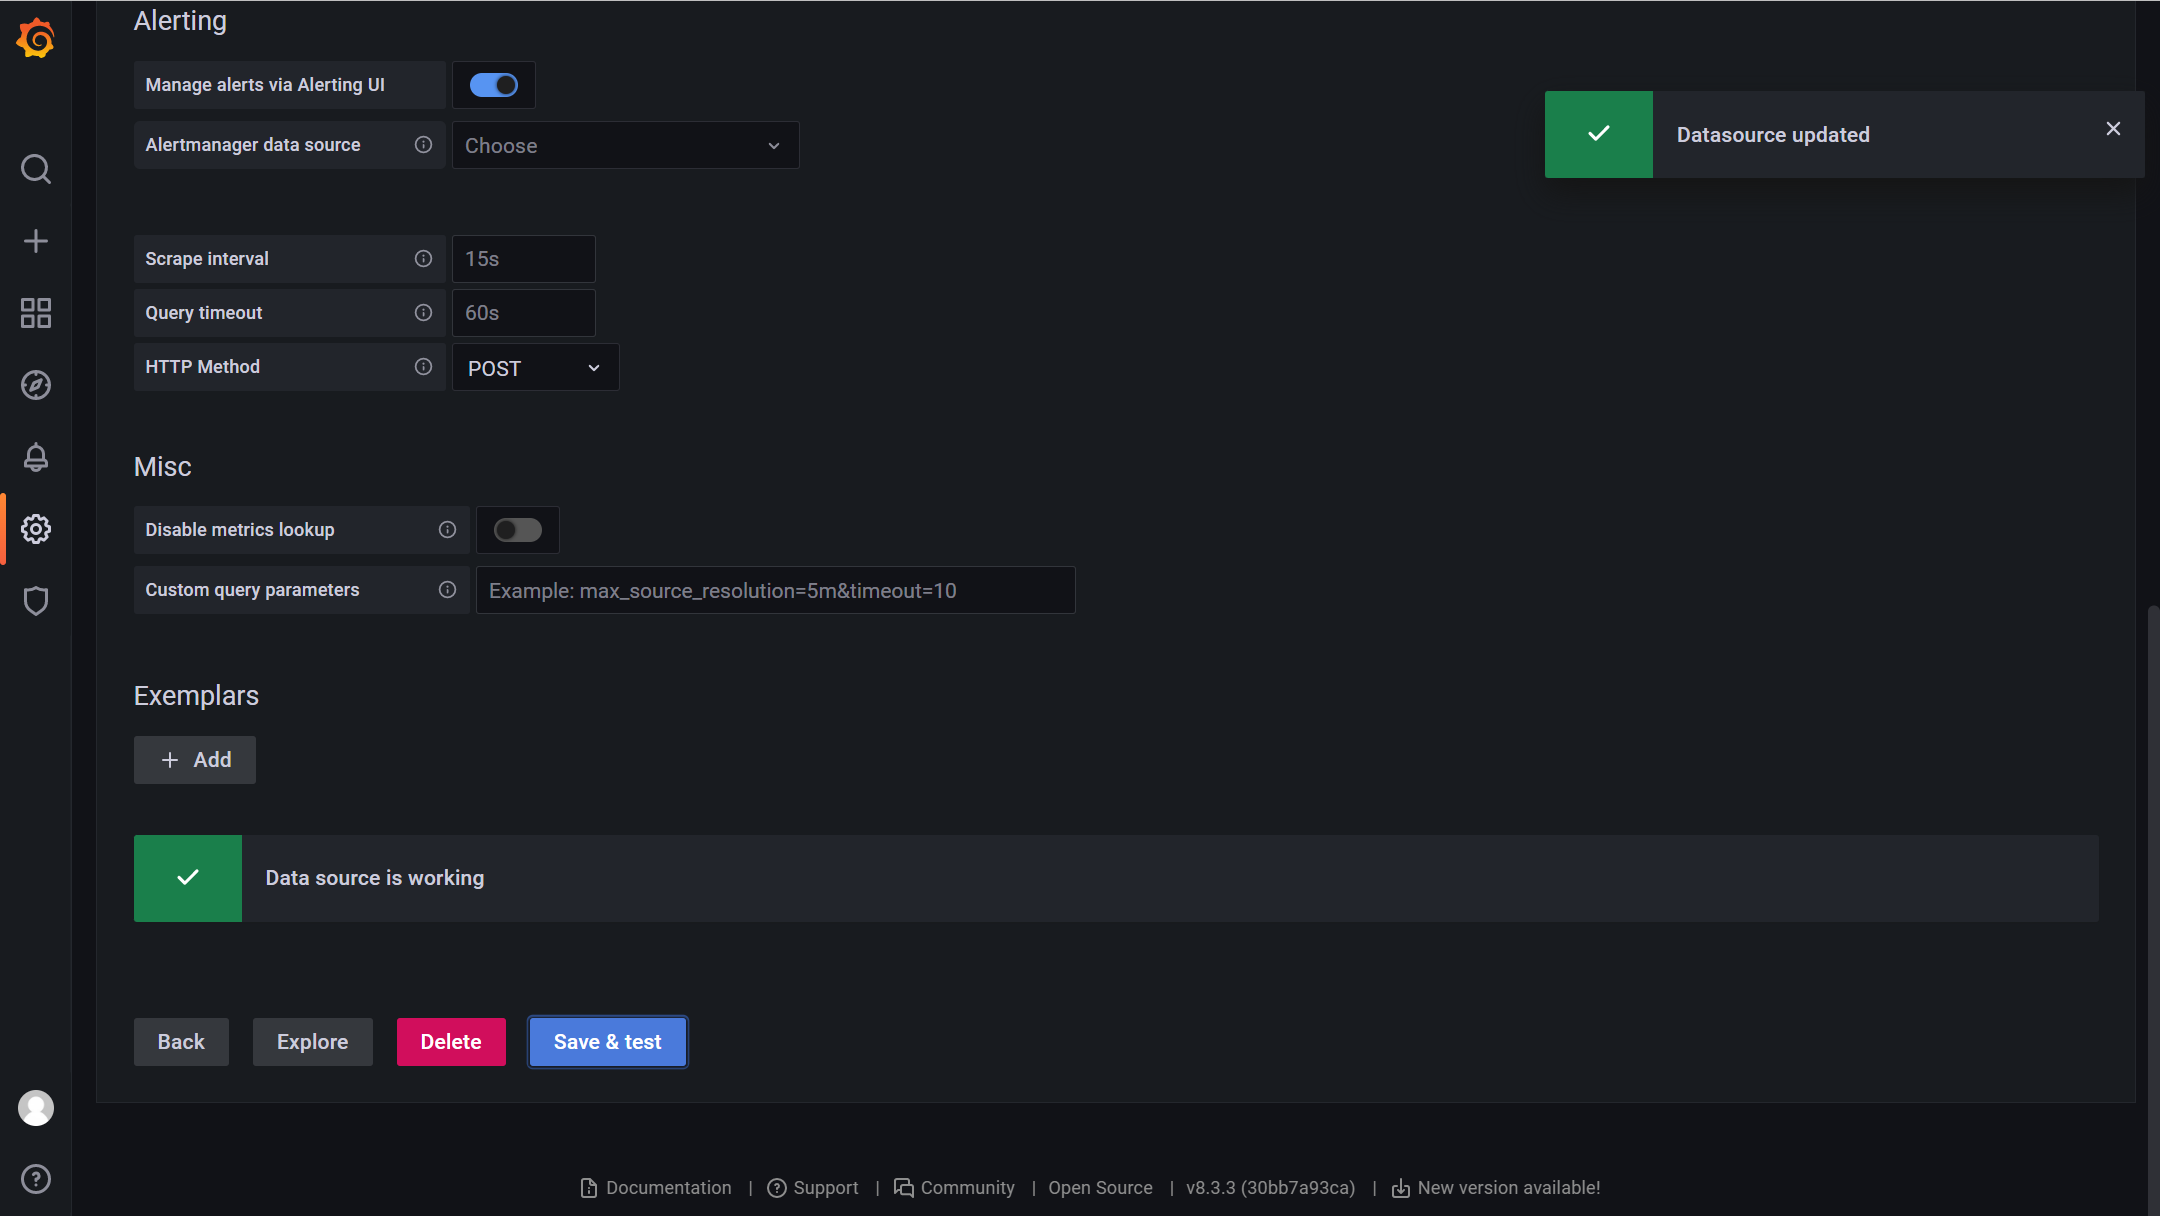 Alerting
Manage alerts via Alerting UI
Datasource updated
Alertmanager data source
Choose
Scrape interval
15s
Query timeout
60s
HTTP Method
POST
Misc
Disable metrics lookup
Custom query parameters
Example: max_source_resolution=5m&timeout=10
Exemplars
Add
Data source is working
Back
Explore
Delete
Save & test
Documentation | Support | Community | Open Source | v8.3.3 (30bb7a93ca) | New version available!